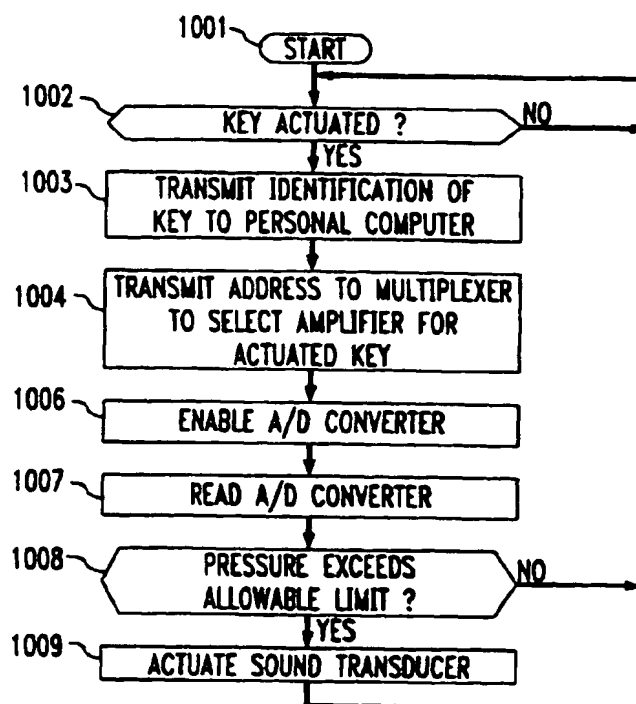 1001
START
1002
KEY ACTUATED ?
NO
YES
1003
TRANSMIT IDENTIFICATION OF
KEY TO PERSONAL COMPUTER
1004
TRANSMIT ADDRESS TO MULTIPLEXER
TO SELECT AMPLIFIER FOR
ACTUATED KEY
1006
ENABLE A/D CONVERTER
1007
READ A/D CONVERTER
1008
PRESSURE EXCEEDS
ALLOWABLE LIMIT ?
NO
YES
1009
ACTUATE SOUND TRANSDUCER